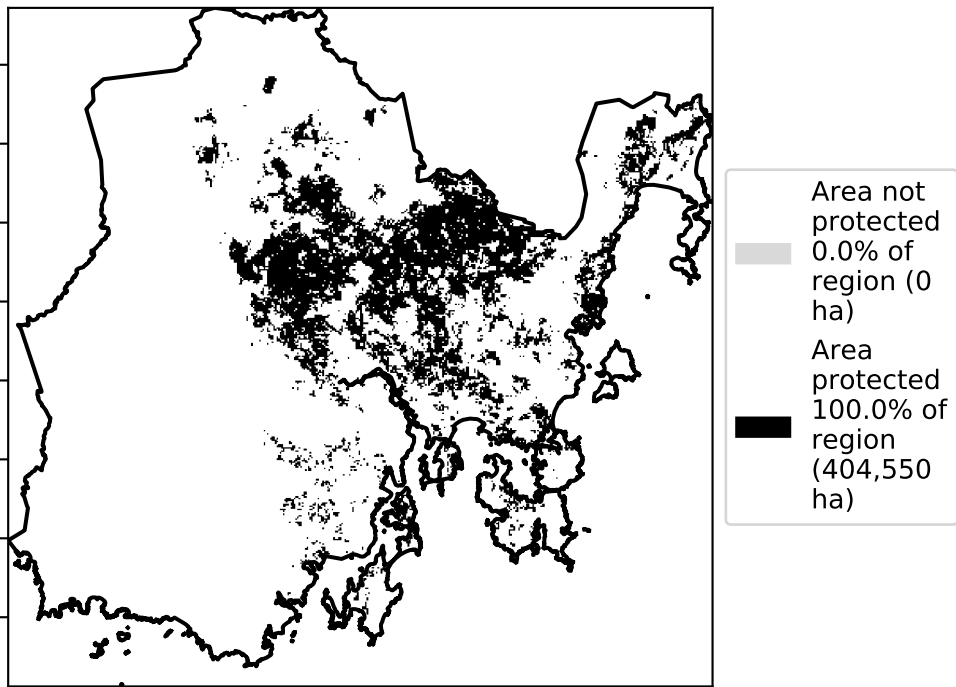 Area not
protected
0.0% of
region (0
ha)
Area
protected
100.0% of
region
(404,550
ha)